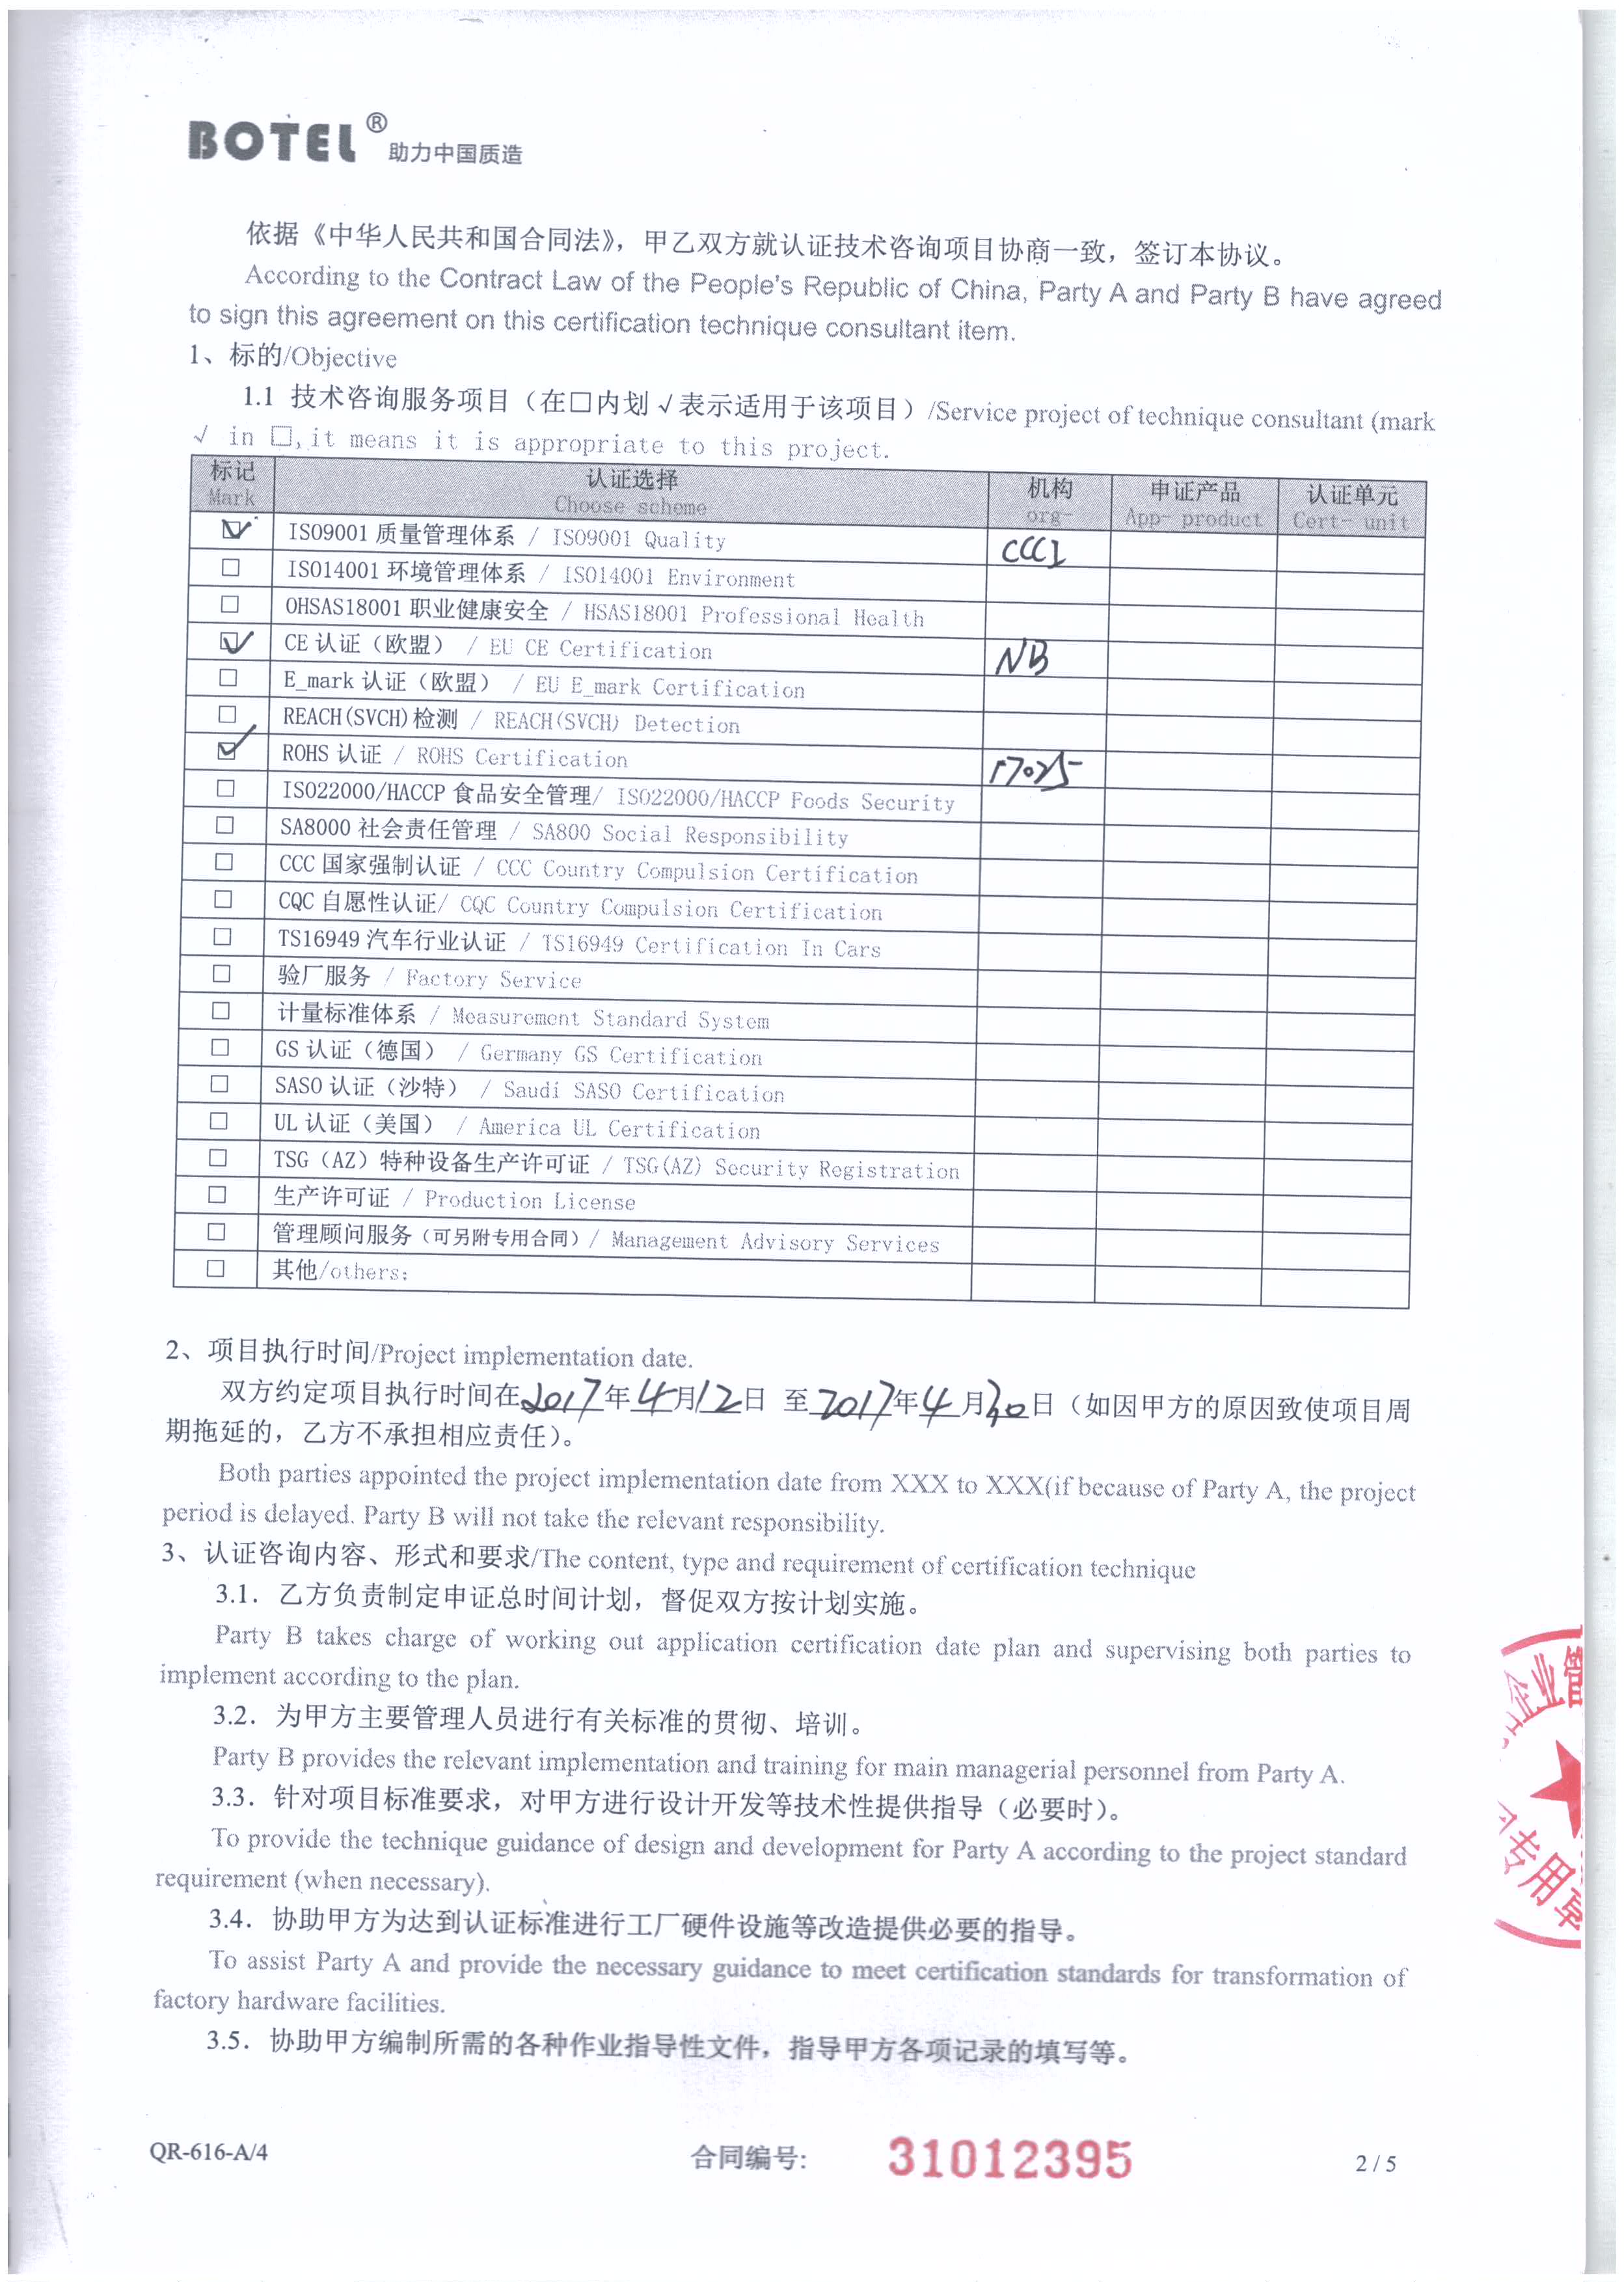 BOTEL® 助力中国质造
依据《中华人民共和国合同法》，甲乙双方就认证技术咨询项目协商一致，签订本协议。
According to the Contract Law of the People's Republic of China, Party A and Party B have agreed
to sign this agreement on this certification technique consultant item.
1、标的/Objective
1.1 技术咨询服务项目（在□内划√表示适用于该项目）/Service project of technique consultant (mark
√ in □, it means it is appropriate to this project.
标记 认证选择 机构 申证产品 认证单元
Mark Choose scheme org- App- product Cert- unit
☑ ISO9001 质量管理体系 / ISO9001 Quality CCCI
□ ISO14001 环境管理体系 / ISO14001 Environment
□ OHSAS18001 职业健康安全 / HSAS18001 Professional Health
☑ CE 认证（欧盟） / EU CE Certification NB
□ E_mark 认证（欧盟） / EU E_mark Certification
□ REACH(SVCH)检测 / REACH(SVCH) Detection
☑ ROHS 认证 / ROHS Certification 17025
□ ISO22000/HACCP 食品安全管理/ ISO22000/HACCP Foods Security
□ SA8000 社会责任管理 / SA800 Social Responsibility
□ CCC 国家强制认证 / CCC Country Compulsion Certification
□ CQC 自愿性认证/ CQC Country Compulsion Certification
□ TS16949 汽车行业认证 / TS16949 Certification In Cars
□ 验厂服务 / Factory Service
□ 计量标准体系 / Measurement Standard System
□ GS 认证（德国） / Germany GS Certification
□ SASO 认证（沙特） / Saudi SASO Certification
□ UL 认证（美国） / America UL Certification
□ TSG（AZ）特种设备生产许可证 / TSG(AZ) Security Registration
□ 生产许可证 / Production License
□ 管理顾问服务（可另附专用合同）/ Management Advisory Services
□ 其他/others:
2、项目执行时间/Project implementation date.
双方约定项目执行时间在2017年4月12日 至2017年4月30日（如因甲方的原因致使项目周
期拖延的，乙方不承担相应责任）。
Both parties appointed the project implementation date from XXX to XXX(if because of Party A, the project
period is delayed. Party B will not take the relevant responsibility.
3、认证咨询内容、形式和要求/The content, type and requirement of certification technique
3.1. 乙方负责制定申证总时间计划，督促双方按计划实施。
Party B takes charge of working out application certification date plan and supervising both parties to
implement according to the plan.
3.2. 为甲方主要管理人员进行有关标准的贯彻、培训。
Party B provides the relevant implementation and training for main managerial personnel from Party A.
3.3. 针对项目标准要求，对甲方进行设计开发等技术性提供指导（必要时）。
To provide the technique guidance of design and development for Party A according to the project standard
requirement (when necessary).
3.4. 协助甲方为达到认证标准进行工厂硬件设施等改造提供必要的指导。
To assist Party A and provide the necessary guidance to meet certification standards for transformation of
factory hardware facilities.
3.5. 协助甲方编制所需的各种作业指导性文件，指导甲方各项记录的填写等。
企业管
专用章
QR-616-A/4 合同编号: 31012395 2 / 5